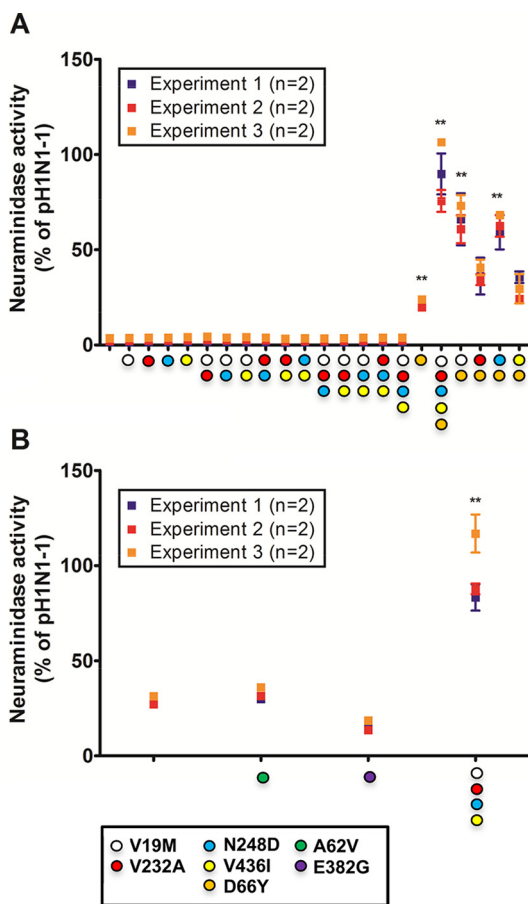 A
Neuraminidase activity
(% of pH1N1-1)
150
100
50
0
Experiment 1 (n=2)
Experiment 2 (n=2)
Experiment 3 (n=2)
**
**
**
**
B
Neuraminidase activity
(% of pH1N1-1)
150
100
50
0
Experiment 1 (n=2)
Experiment 2 (n=2)
Experiment 3 (n=2)
**
V19M N248D A62V
V232A V436I E382G
D66Y